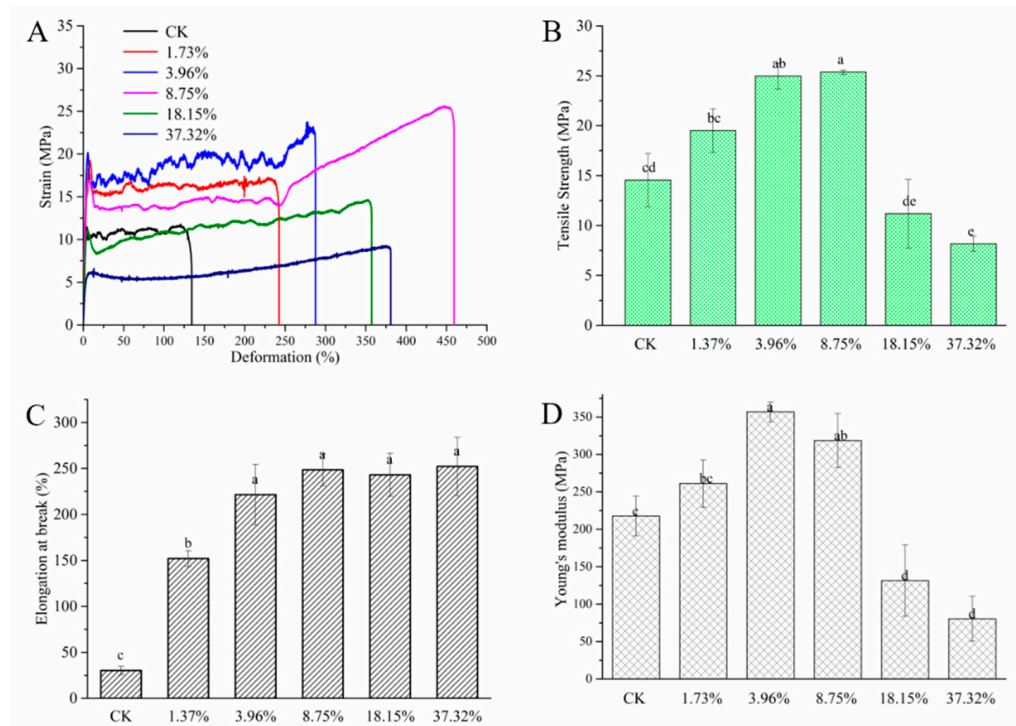 A
CK
1.73%
3.96%
8.75%
18.15%
37.32%
35
30
25
20
15
10
5
0
Strain (MPa)
0 50 100 150 200 250 300 350 400 450 500
Deformation (%)
B
30
25
20
15
10
5
0
Tensile Strength (MPa)
cd bc ab a de e
CK 1.37% 3.96% 8.75% 18.15% 37.32%
C
300
250
200
150
100
50
0
Elongation at break (%)
c b a a a a
CK 1.37% 3.96% 8.75% 18.15% 37.32%
D
350
300
250
200
150
100
50
0
Young's modulus (MPa)
c bc a ab d d
CK 1.73% 3.96% 8.75% 18.15% 37.32%